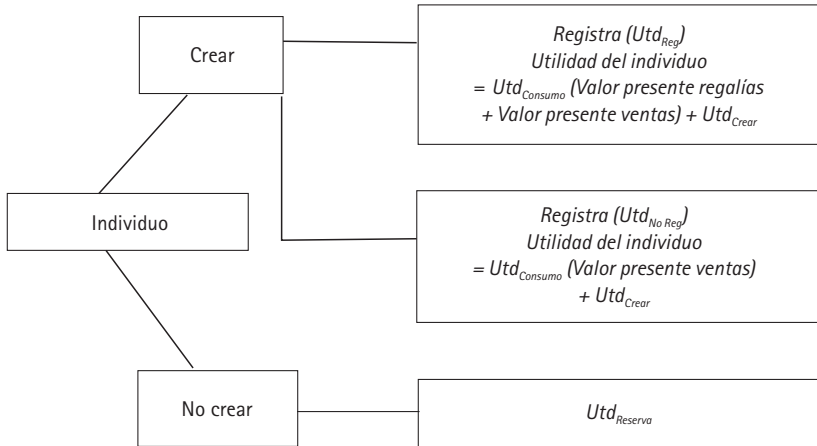 Crear
Registra (Utd_Reg)
Utilidad del individuo
= Utd_Consumo (Valor presente regalías
+ Valor presente ventas) + Utd_Crear
Individuo
Registra (Utd_No Reg)
Utilidad del individuo
= Utd_Consumo (Valor presente ventas)
+ Utd_Crear
No crear
Utd_Reserva